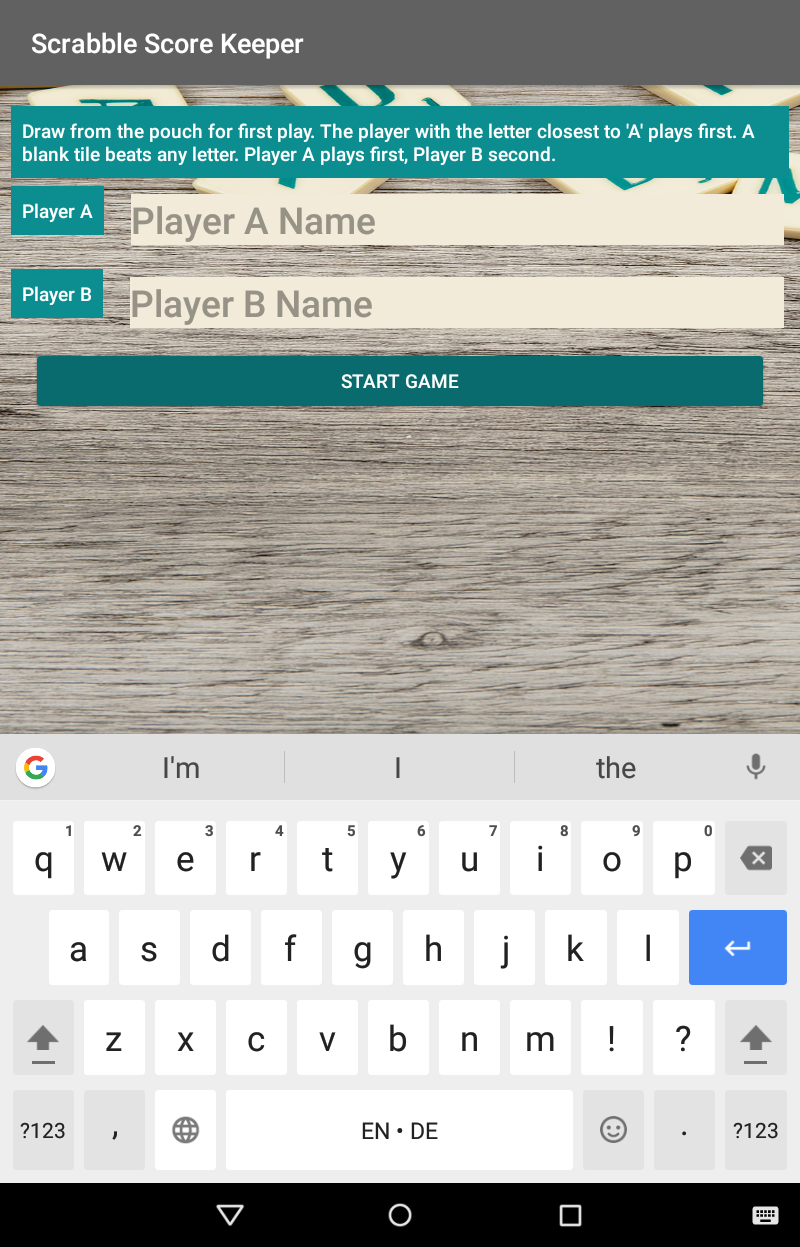 Scrabble Score Keeper
Draw from the pouch for first play. The player with the letter closest to 'A' plays first. A
blank tile beats any letter. Player A plays first, Player B second.
Player A
Player A Name
Player B
Player B Name
START GAME
I'm I the
1 2 3 4 5 6 7 8 9 0
q w e r t y u i o p
a s d f g h j k l
z x c v b n m ! ?
?123 , EN • DE . ?123